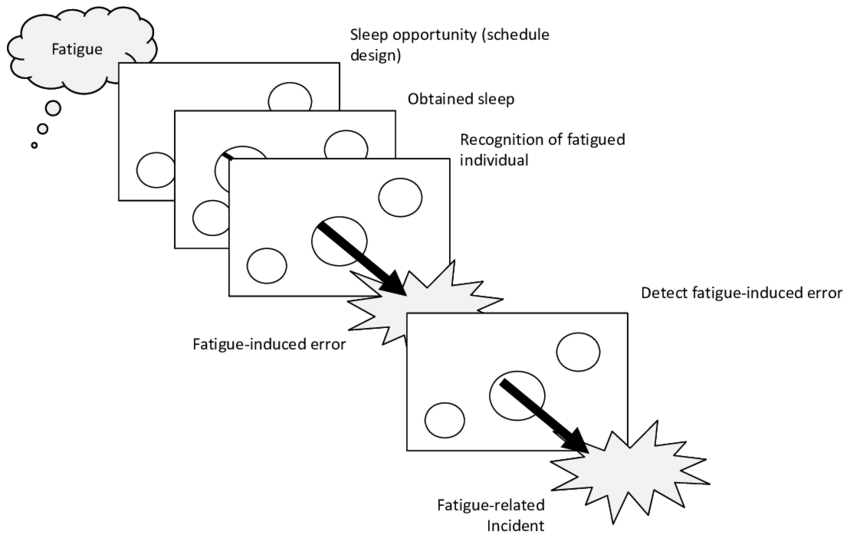 Fatigue
Sleep opportunity (schedule
design)
Obtained sleep
Recognition of fatigued
individual
Detect fatigue-induced error
Fatigue-induced error
Fatigue-related
Incident